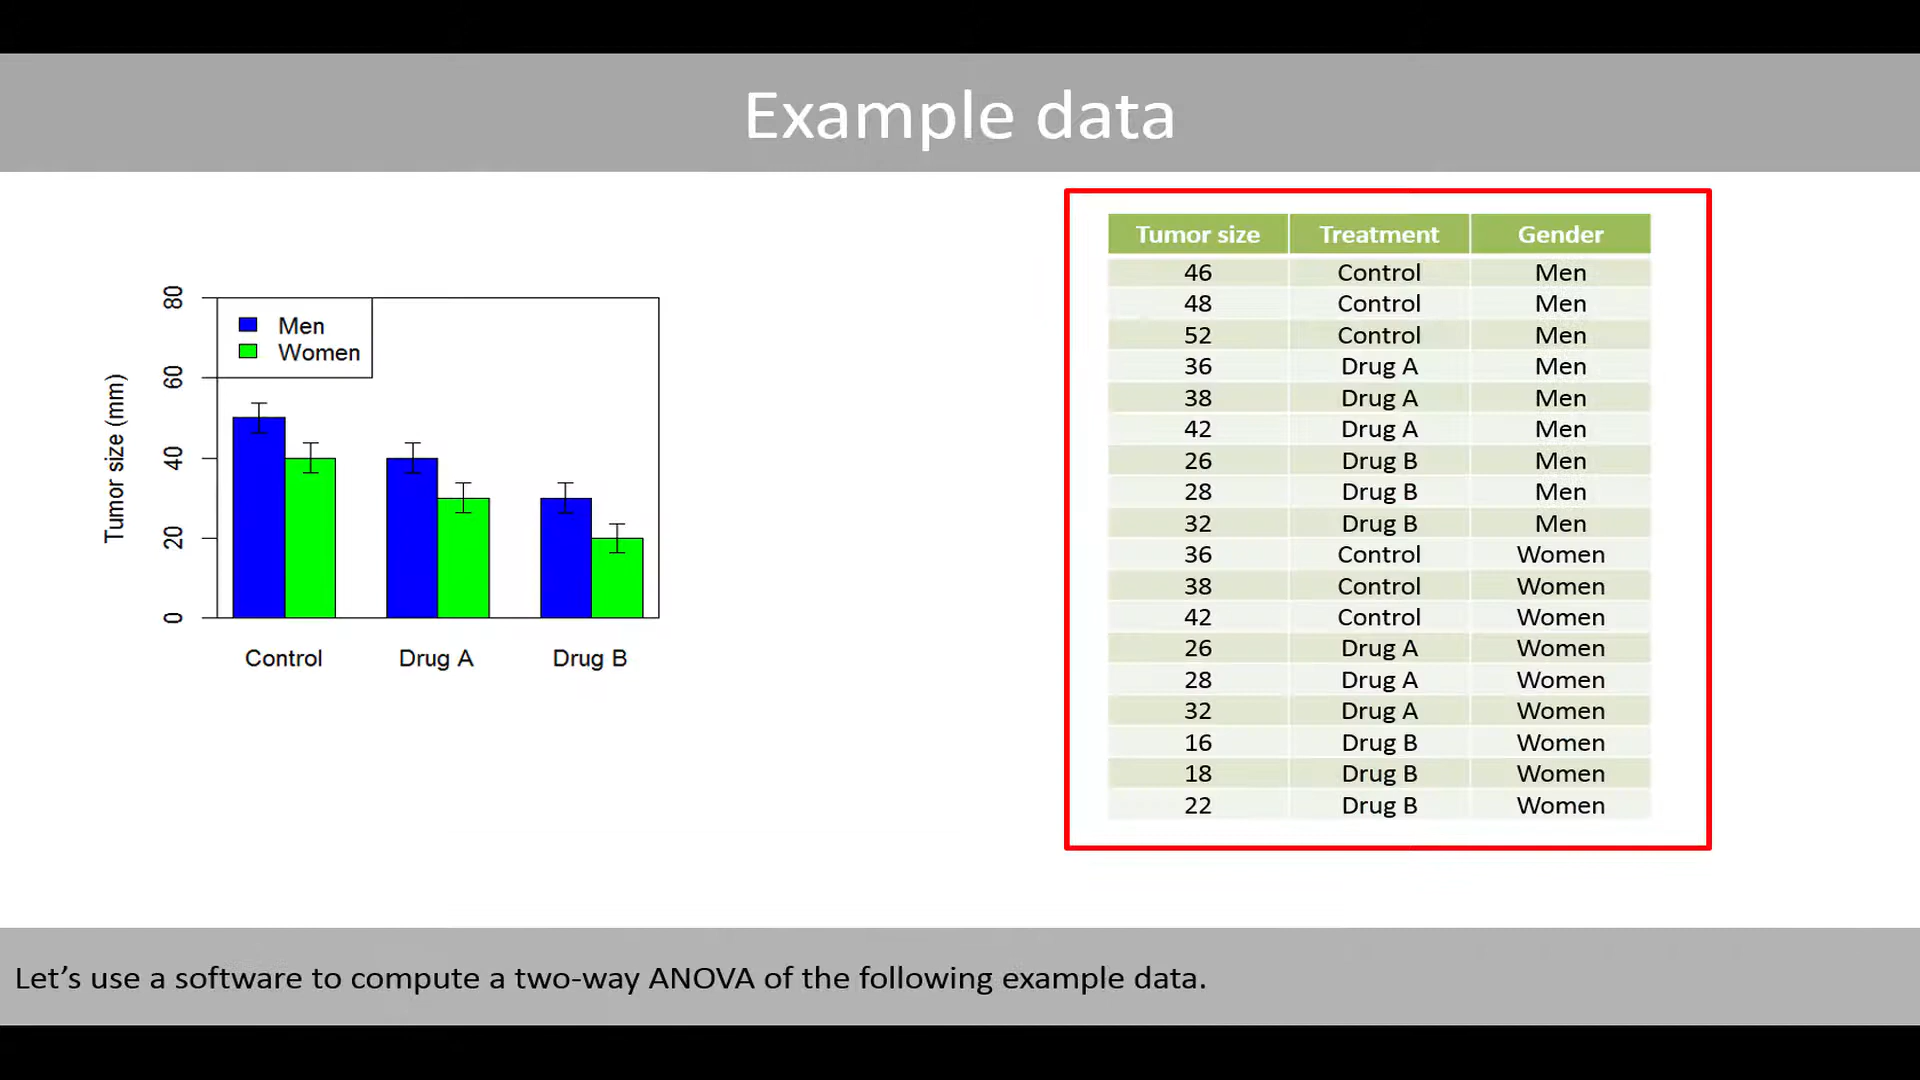 Example data
80
60
40
20
0
Tumor size (mm)
Men
Women
Control Drug A Drug B
Tumor size Treatment Gender
46 Control Men
48 Control Men
52 Control Men
36 Drug A Men
38 Drug A Men
42 Drug A Men
26 Drug B Men
28 Drug B Men
32 Drug B Men
36 Control Women
38 Control Women
42 Control Women
26 Drug A Women
28 Drug A Women
32 Drug A Women
16 Drug B Women
18 Drug B Women
22 Drug B Women
Let’s use a software to compute a two-way ANOVA of the following example data.